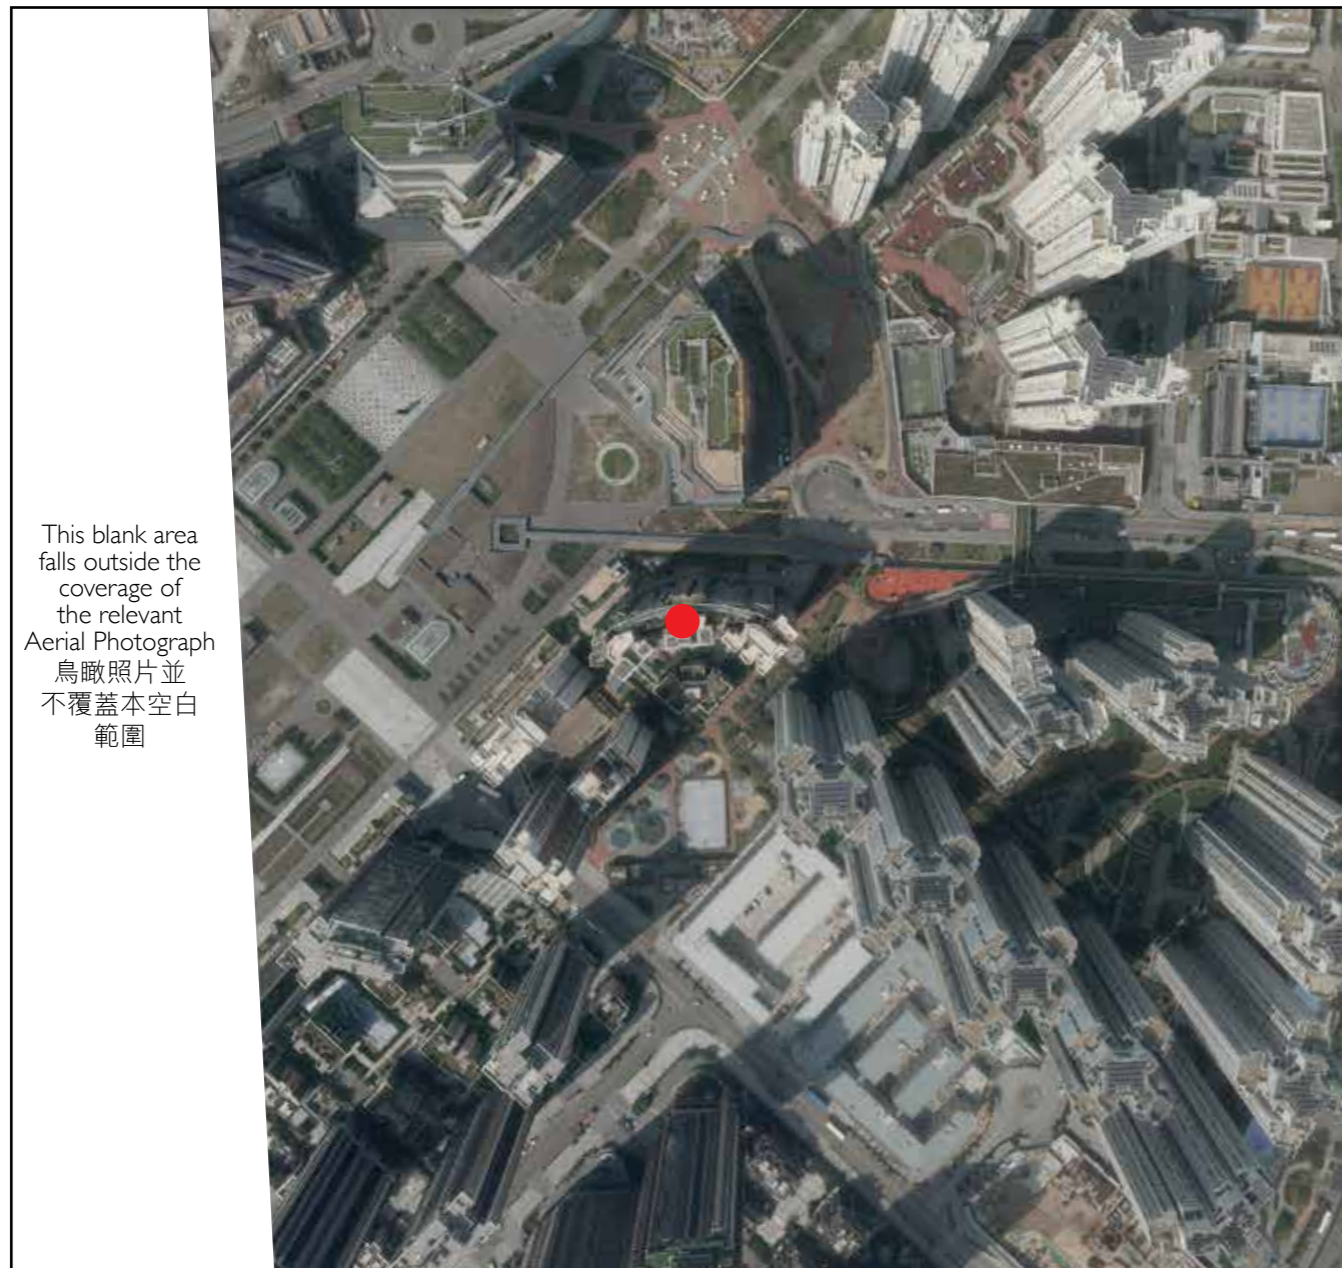 This blank area
falls outside the
coverage of
the relevant
Aerial Photograph
鳥瞰照片並
不覆蓋本空白
範圍